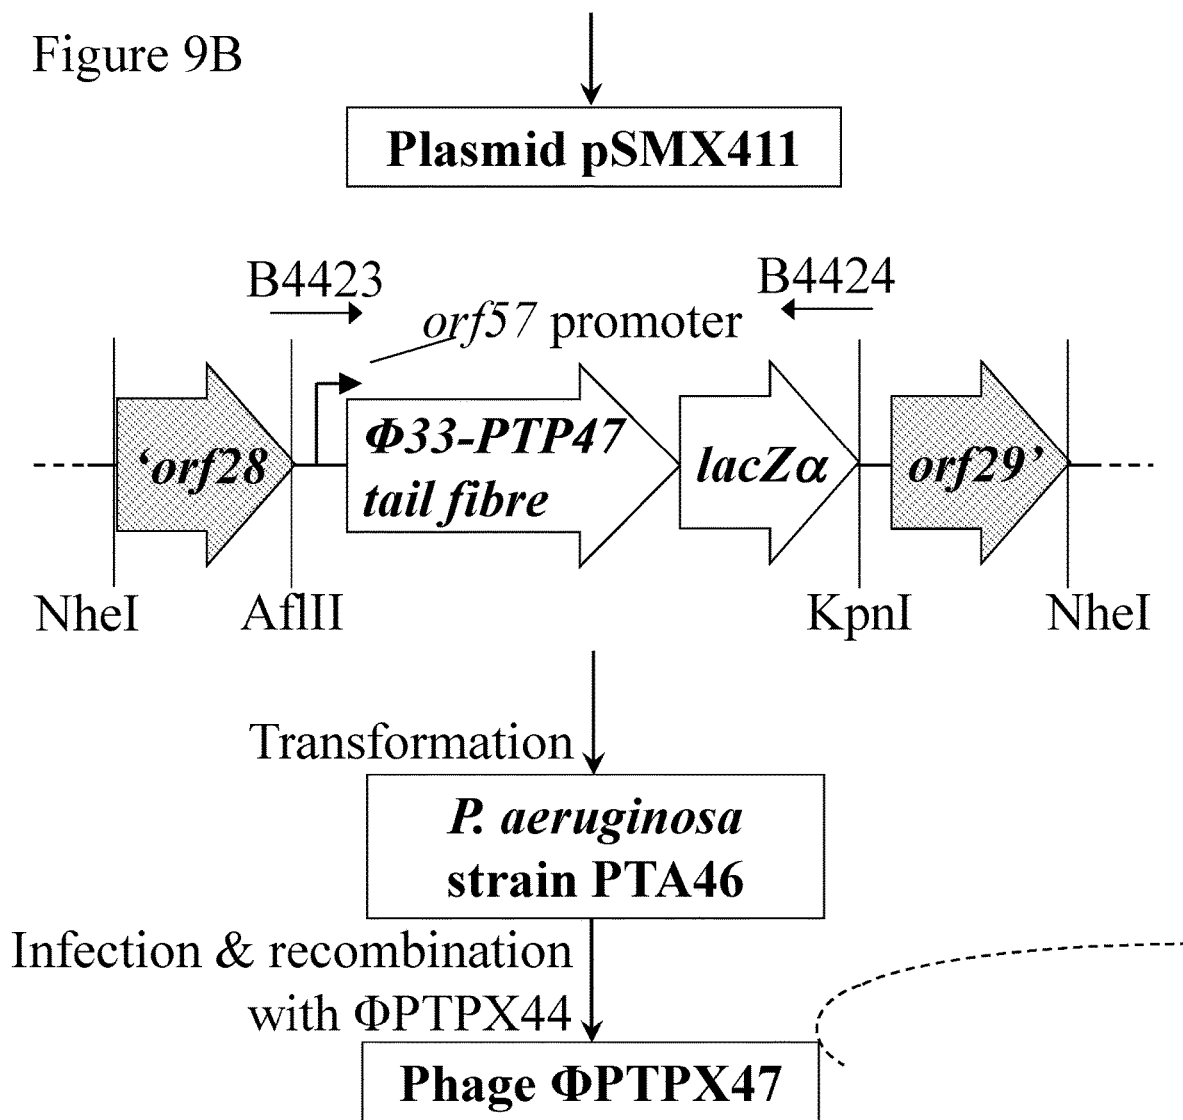 Figure 9B
Plasmid pSMX411
B4423
B4424
orf57 promoter
‘orf28
Φ33-PTP47
tail fibre
lacZα
orf29’
NheI
AflII
KpnI
NheI
Transformation
P. aeruginosa
strain PTA46
Infection & recombination
with ΦPTPX44
Phage ΦPTPX47